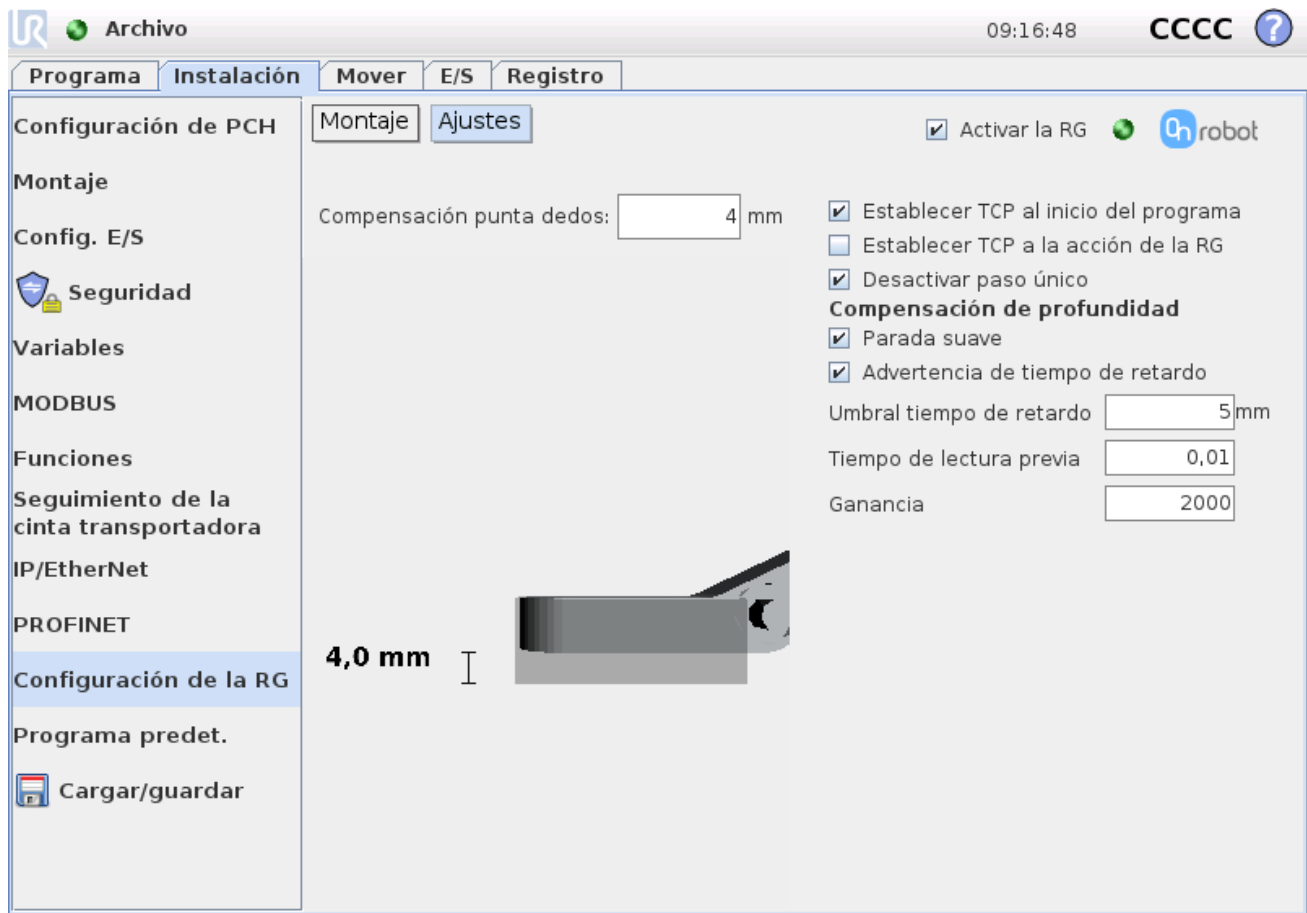 UR Archivo 09:16:48 CCCC ?
Programa Instalación Mover E/S Registro
Configuración de PCH
Montaje
Config. E/S
Seguridad
Variables
MODBUS
Funciones
Seguimiento de la
cinta transportadora
IP/EtherNet
PROFINET
Configuración de la RG
Programa predet.
Cargar/guardar
Montaje Ajustes
Compensación punta dedos: 4 mm
4,0 mm
Activar la RG On robot
Establecer TCP al inicio del programa
Establecer TCP a la acción de la RG
Desactivar paso único
Compensación de profundidad
Parada suave
Advertencia de tiempo de retardo
Umbral tiempo de retardo 5 mm
Tiempo de lectura previa 0,01
Ganancia 2000